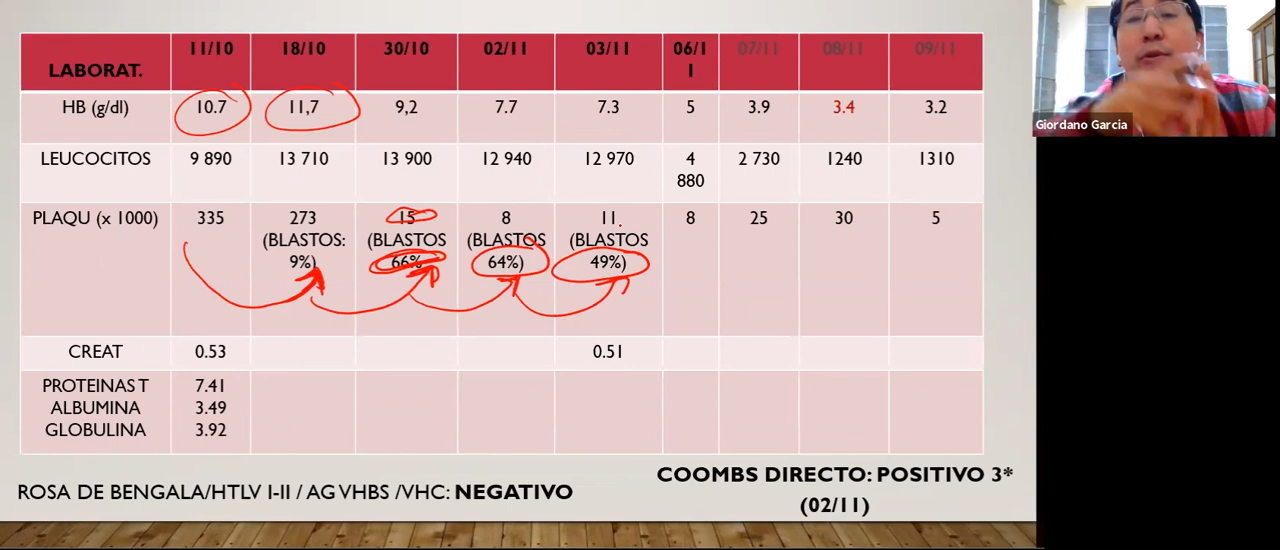 LABORAT. 11/10 18/10 30/10 02/11 03/11 06/1 07/11 08/11 09/11
1
HB (g/dl) 10.7 11,7 9,2 7.7 7.3 5 3.9 3.4 3.2
LEUCOCITOS 9 890 13 710 13 900 12 940 12 970 4 2 730 1240 1310
880
PLAQU (x 1000) 335 273 15 8 11 8 25 30 5
(BLASTOS: (BLASTOS (BLASTOS (BLASTOS
9%) 66% 64%) 49%)
CREAT 0.53 0.51
PROTEINAS T 7.41
ALBUMINA 3.49
GLOBULINA 3.92
COOMBS DIRECTO: POSITIVO 3*
(02/11)
ROSA DE BENGALA/HTLV I-II / AG VHBS /VHC: NEGATIVO
Giordano Garcia